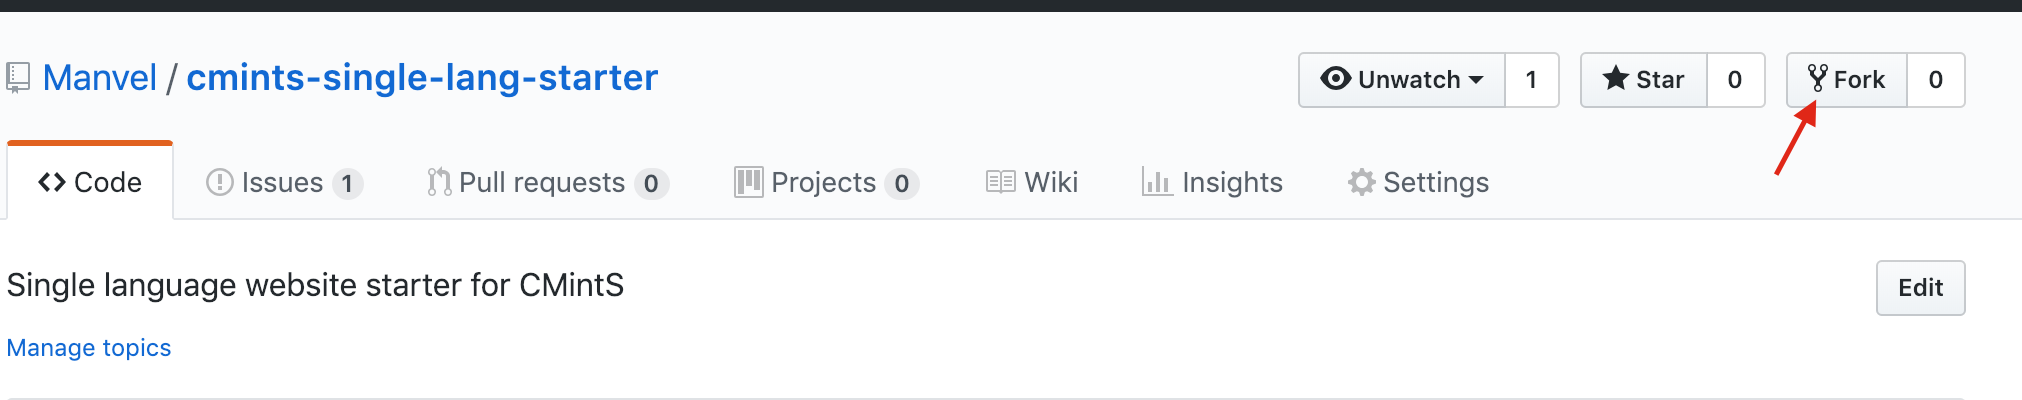 Manvel / cmints-single-lang-starter
Unwatch 1 Star 0 Fork 0
Code Issues 1 Pull requests 0 Projects 0 Wiki Insights Settings
Single language website starter for CMintS
Edit
Manage topics